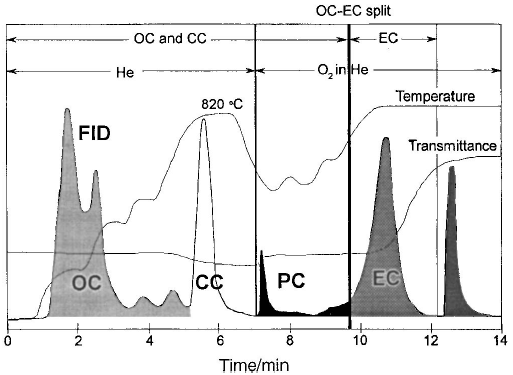 OC-EC split
OC and CC
EC
He
O2 in He
820 °C
Temperature
FID
Transmittance
OC
CC
PC
EC
0 2 4 6 8 10 12 14
Time/min